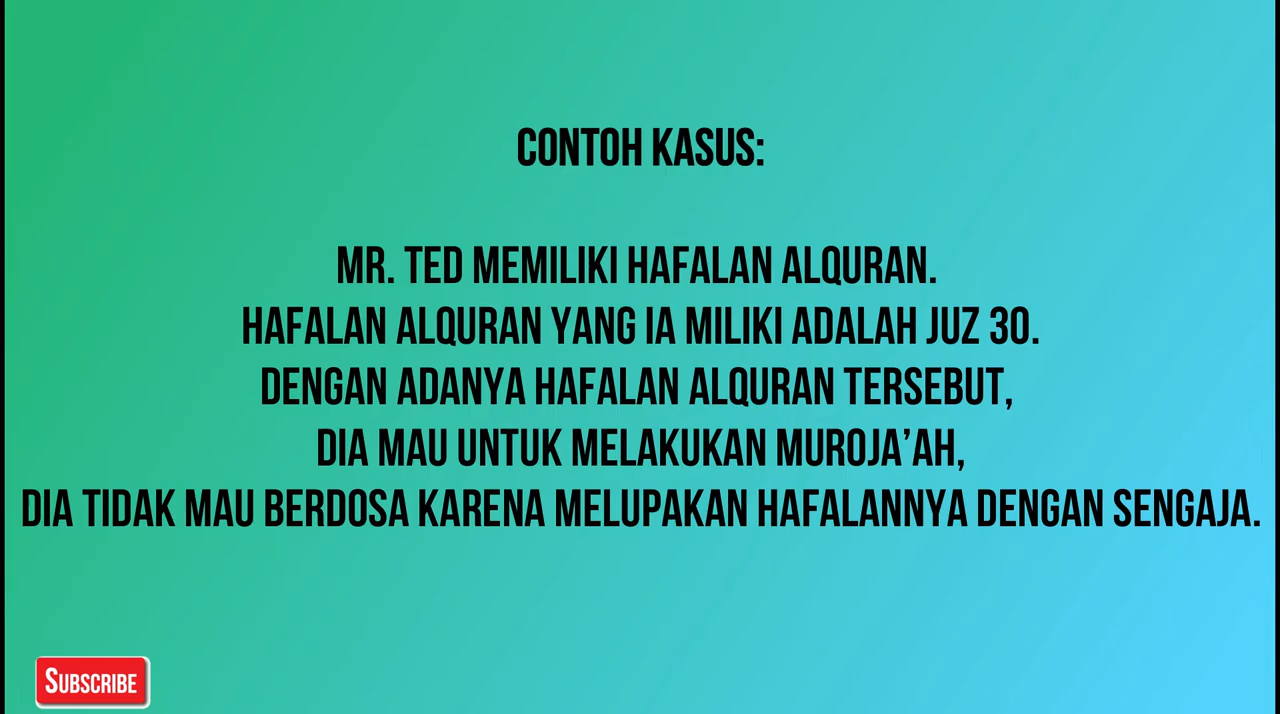 CONTOH KASUS:
MR. TED MEMILIKI HAFALAN ALQURAN.
HAFALAN ALQURAN YANG IA MILIKI ADALAH JUZ 30.
DENGAN ADANYA HAFALAN ALQURAN TERSEBUT,
DIA MAU UNTUK MELAKUKAN MUROJA’AH,
DIA TIDAK MAU BERDOSA KARENA MELUPAKAN HAFALANNYA DENGAN SENGAJA.
SUBSCRIBE